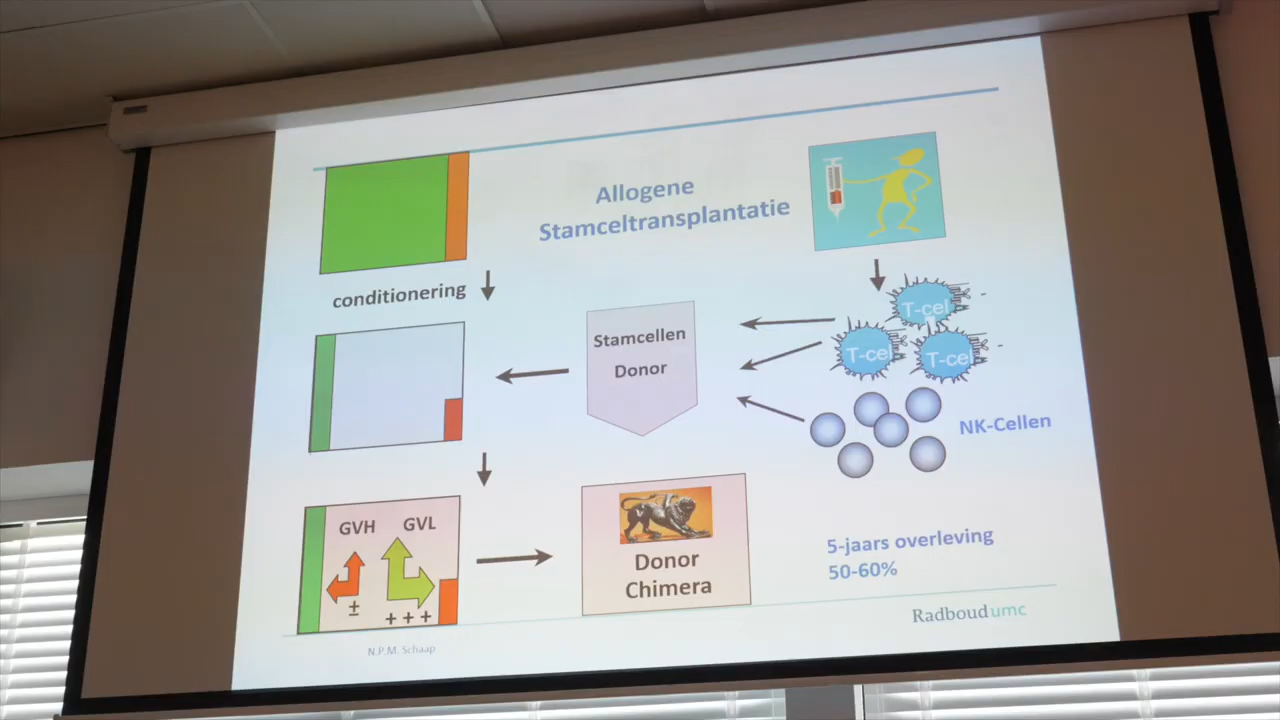 Allogene
Stamceltransplantatie
conditionering
Stamcellen
Donor
T-cel
T-cel
T-cel
NK-Cellen
GVH
GVL
±
+++
Donor
Chimera
5-jaars overleving
50-60%
Radboudumc
N.P.M. Schaap